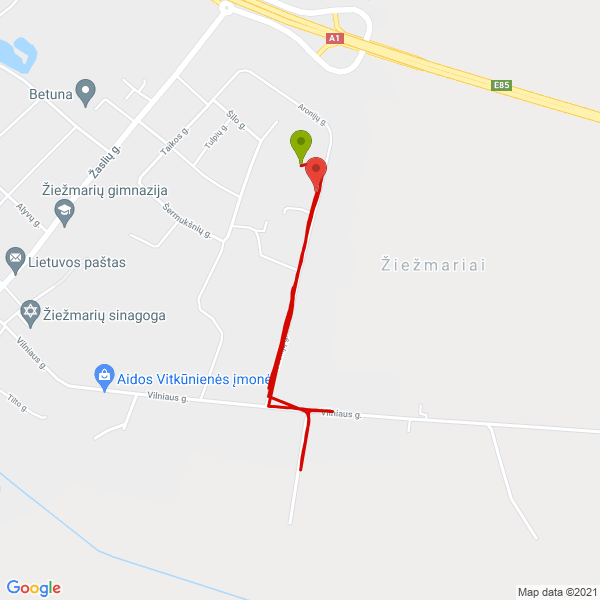 A1
E85
Betuna
Aronijų g.
Šilo g.
Tulpių g.
Taikos g.
Žaslių g.
Žiežmarių gimnazija
Alyvų g.
Šermukšnių g.
Lietuvos paštas
Žiežmariai
Žiežmarių sinagoga
Vilniaus g.
Aidos Vitkūnienės įmonė
Vilniaus g.
Tilto g.
Vilniaus g.
Google
Map data ©2021